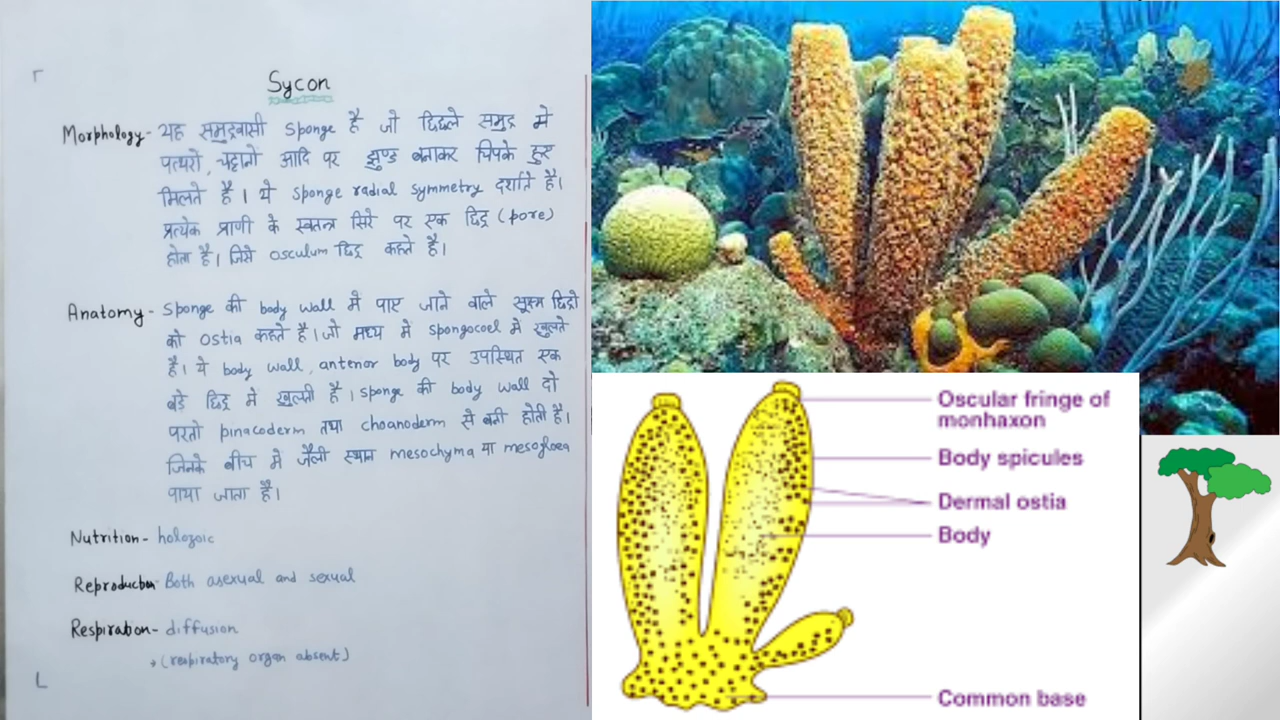 Sycon
Morphology - यह समुद्रवासी sponge है जो छिछले समुद्र मे
पत्थरो, चट्टानो आदि पर झुण्ड बनाकर चिपके हुए
मिलते है। ये sponge radial symmetry दर्शाते है।
प्रत्येक प्राणी के स्वतन्त्र सिरे पर एक छिद्र (pore)
होता है। जिसे osculum छिद्र कहते है।
Anatomy - Sponge की body wall मे पाए जाने वाले सूक्ष्म छिद्रो
को ostia कहते है। जो मध्य मे spongocoel मे खुलते
है। ये body wall, anterior body पर उपस्थित एक
बडे छिद्र मे खुलती है। sponge की body wall दो
परतो pinacoderm तथा choanoderm से बनी होती है।
जिनके बीच मे जैली स्थान mesochyma या mesogloea
पाया जाता है।
Nutrition - holozoic
Reproduction - Both asexual and sexual
Respiration - diffusion
→ (respiratory organ absent)
Oscular fringe of
monhaxon
Body spicules
Dermal ostia
Body
Common base